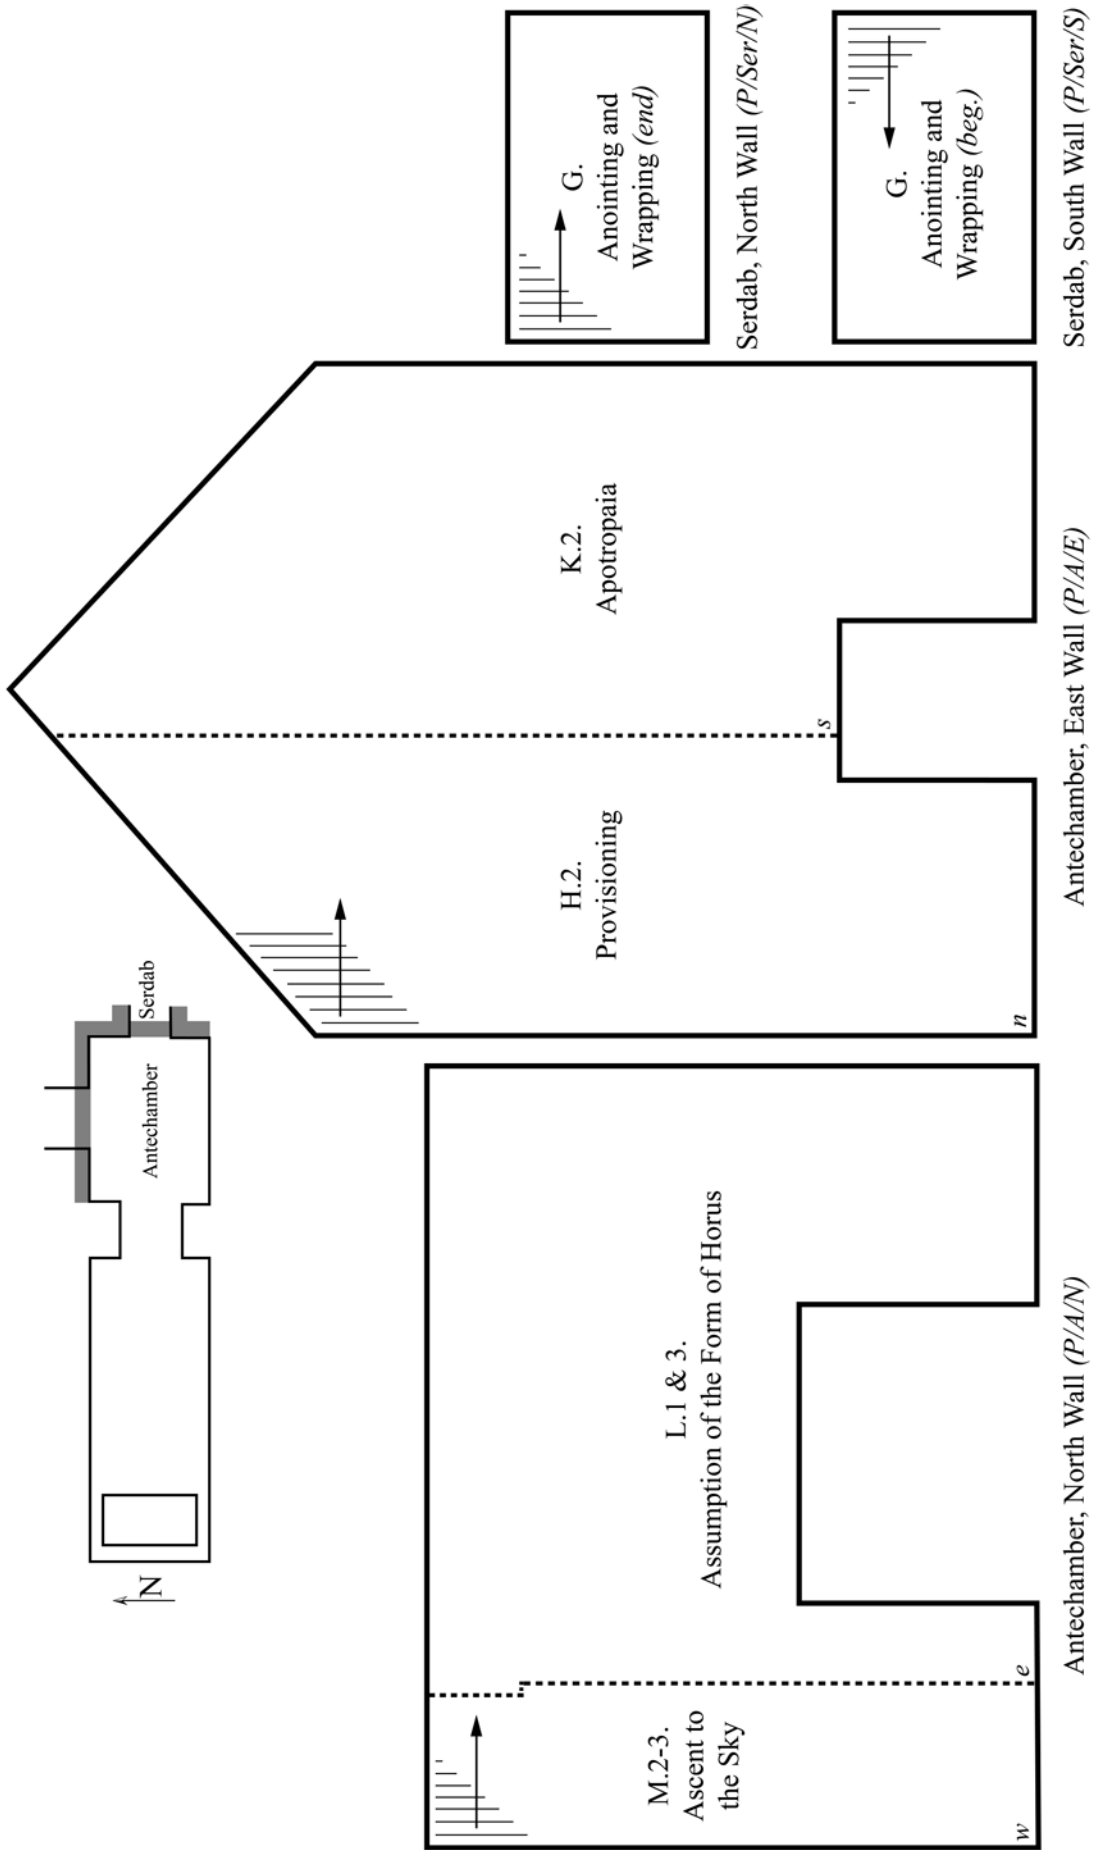 N
Antechamber
Serdab
M.2-3.
Ascent to
the Sky
w
L.1 & 3.
Assumption of the Form of Horus
e
Antechamber, North Wall (P/A/N)
H.2.
Provisioning
n
K.2.
Apotropaia
s
Antechamber, East Wall (P/A/E)
G.
Anointing and
Wrapping (end)
Serdab, North Wall (P/Ser/N)
G.
Anointing and
Wrapping (beg.)
Serdab, South Wall (P/Ser/S)